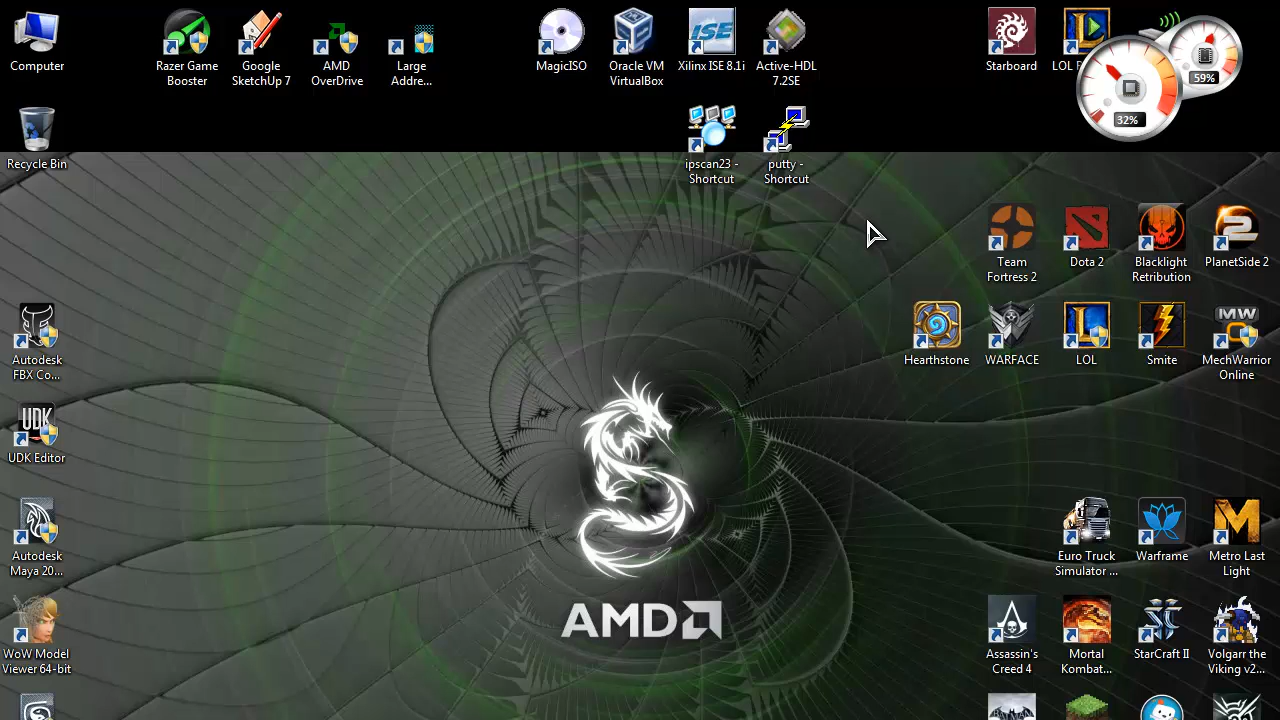 Computer
Razer Game
Booster
Google
SketchUp 7
AMD
OverDrive
Large
Addre...
MagicISO
Oracle VM
VirtualBox
Xilinx ISE 8.1i
Active-HDL
7.2SE
Starboard
59%
32%
Recycle Bin
ipscan23 -
Shortcut
putty -
Shortcut
Team
Fortress 2
Dota 2
Blacklight
Retribution
PlanetSide 2
Autodesk
FBX Co...
Hearthstone
WARFACE
LOL
Smite
MechWarrior
Online
UDK Editor
Autodesk
Maya 20...
Euro Truck
Simulator ...
Warframe
Metro Last
Light
WoW Model
Viewer 64-bit
AMD
Assassin's
Creed 4
Mortal
Kombat...
StarCraft II
Volgarr the
Viking v2...
ISE
UDK
MW